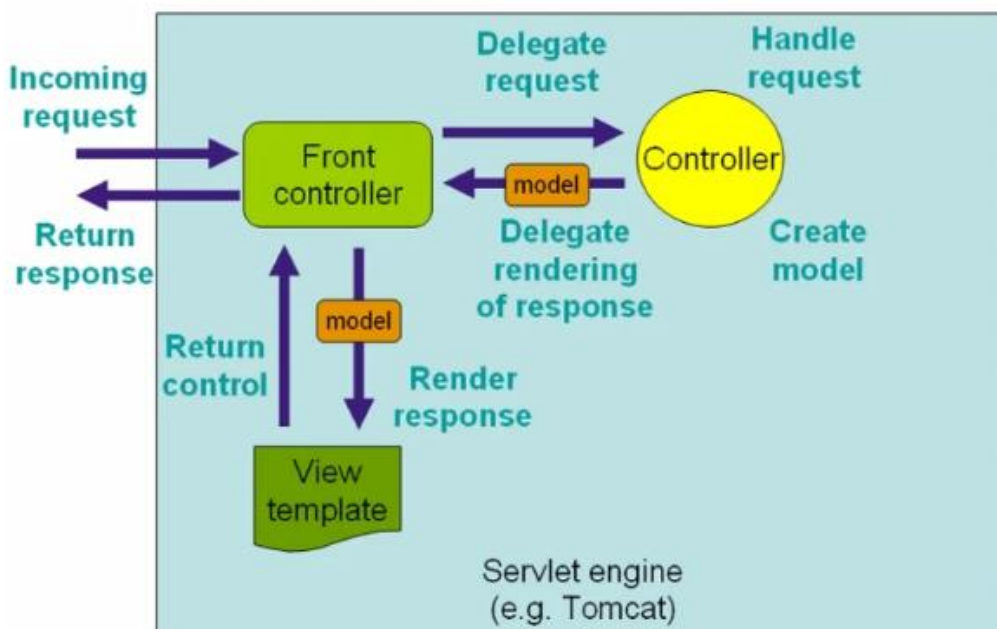 Incoming
request
Return
response
Front
controller
Delegate
request
Handle
request
Controller
model
Delegate
rendering
of response
Create
model
model
Return
control
Render
response
View
template
Servlet engine
(e.g. Tomcat)